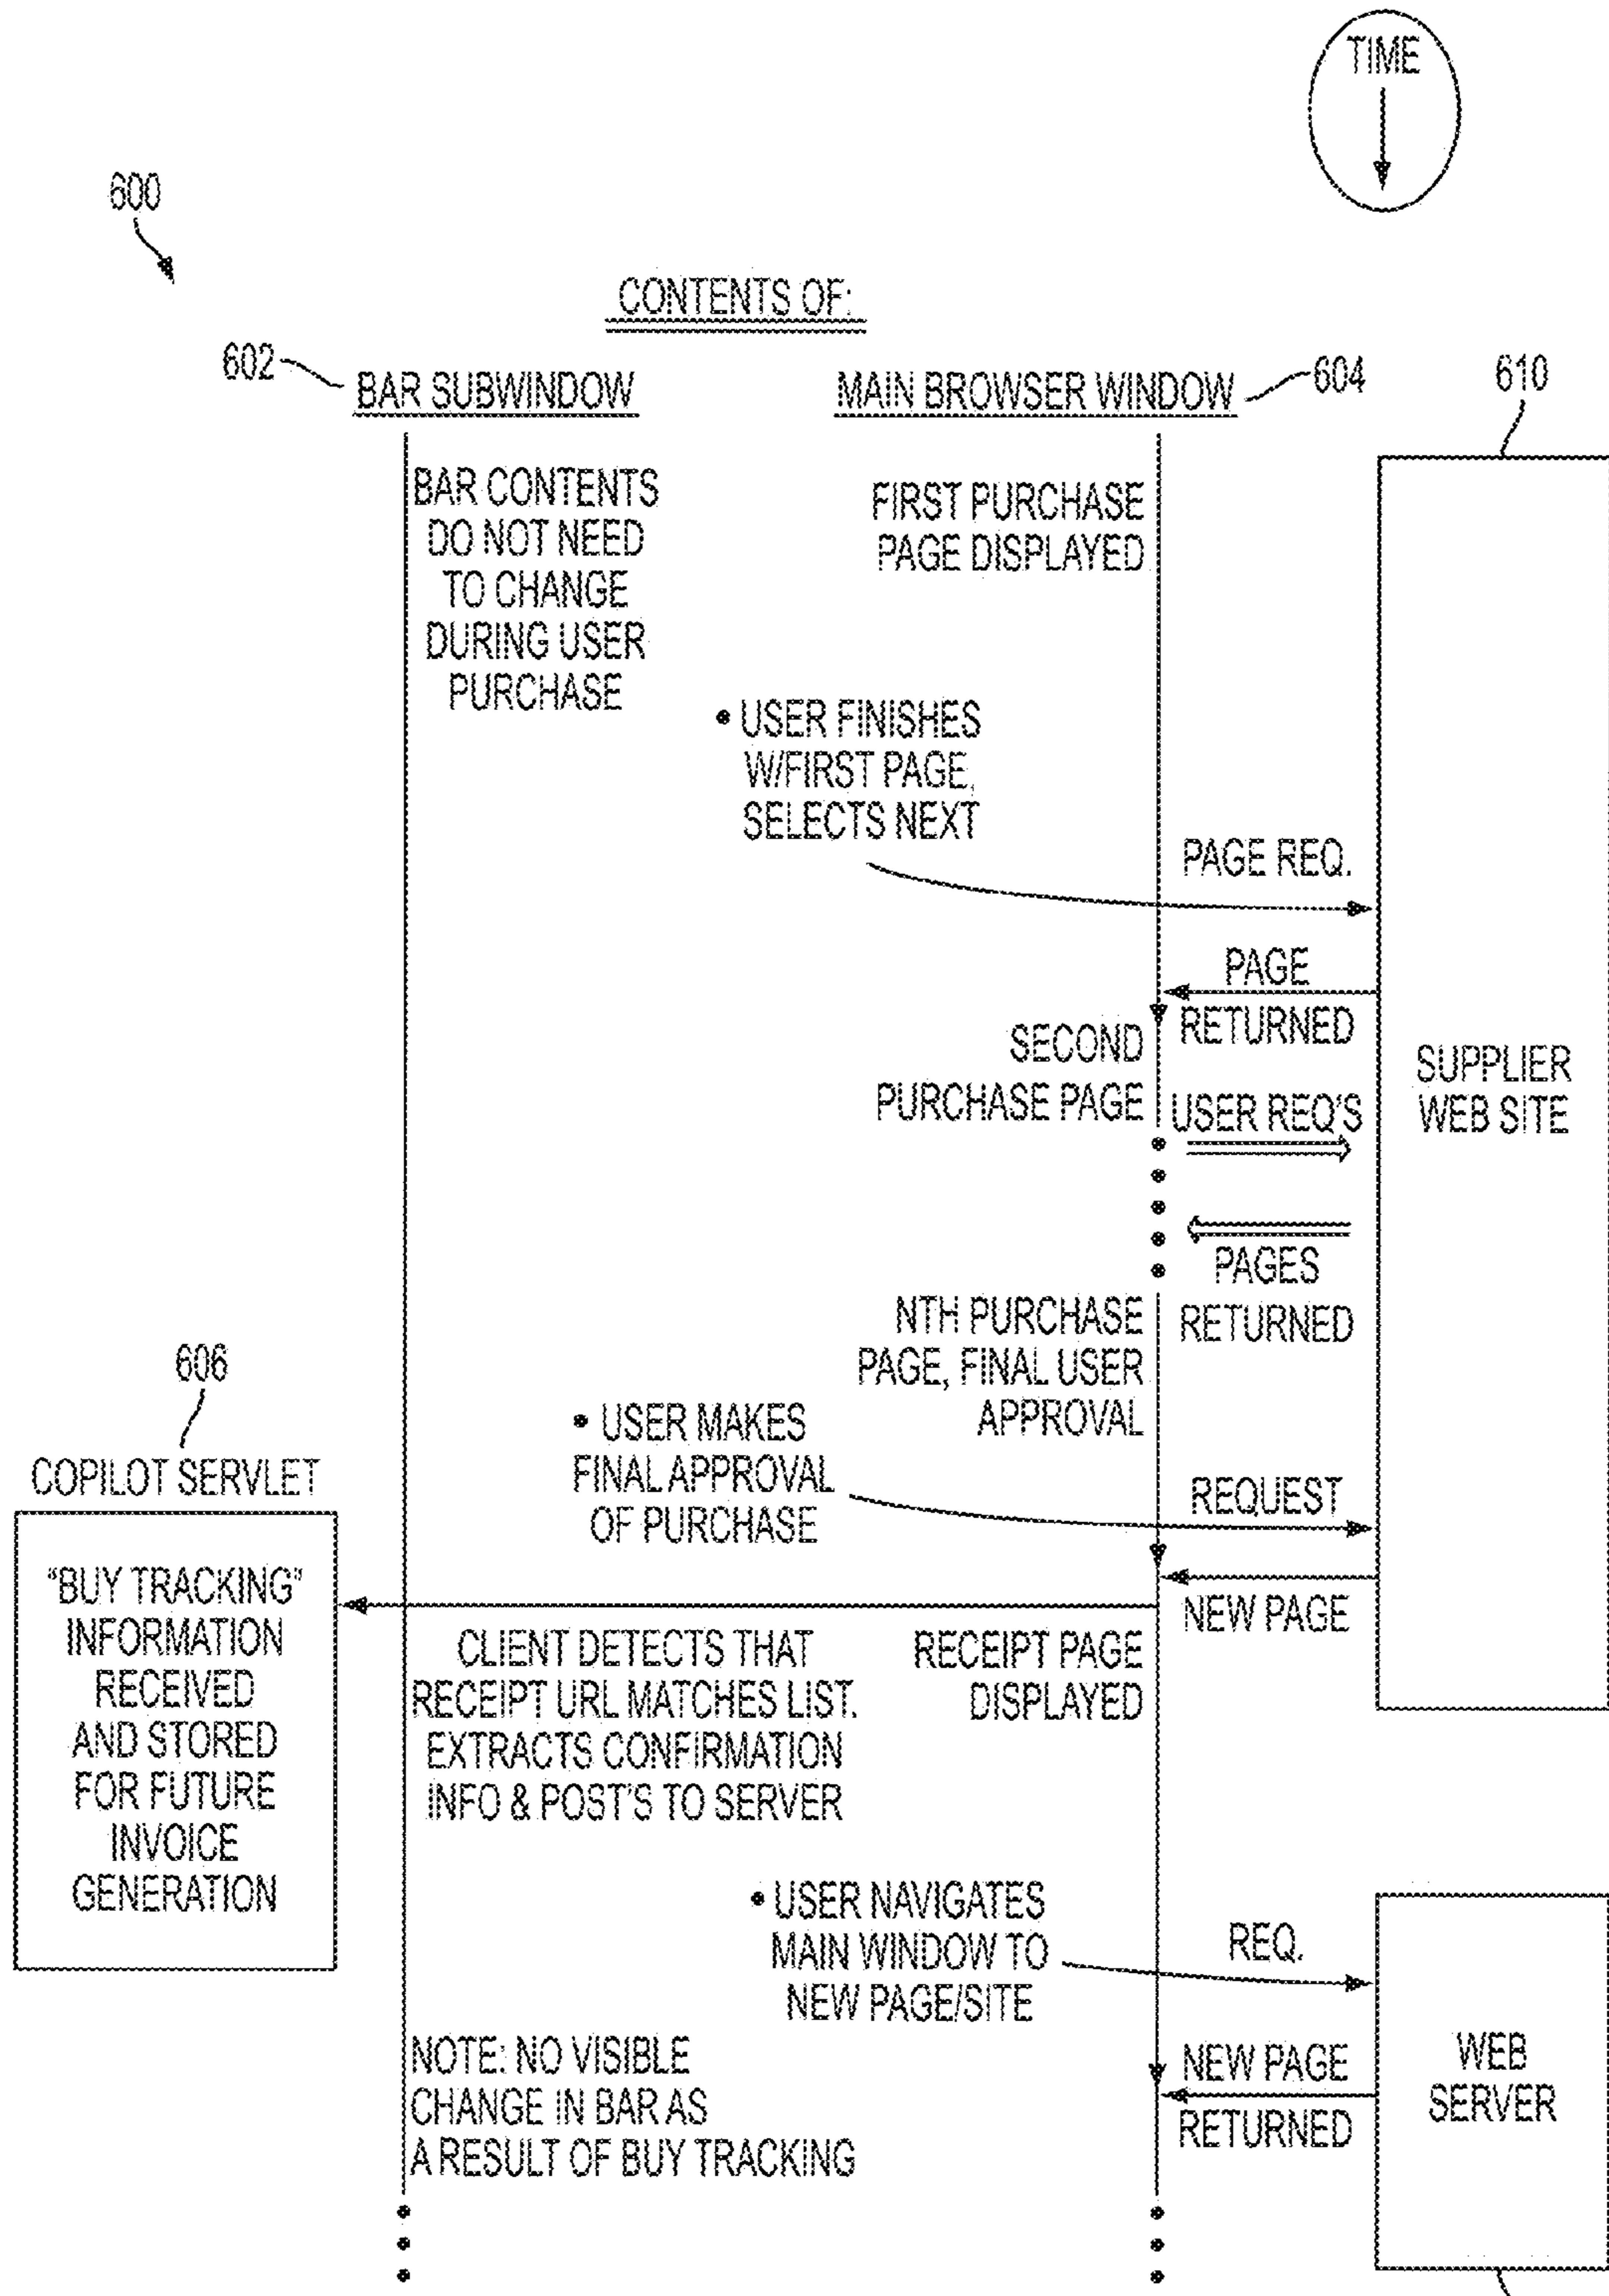 TIME
600
CONTENTS OF:
602
BAR SUBWINDOW
MAIN BROWSER WINDOW
604
610
BAR CONTENTS
DO NOT NEED
TO CHANGE
DURING USER
PURCHASE
FIRST PURCHASE
PAGE DISPLAYED
• USER FINISHES
W/FIRST PAGE,
SELECTS NEXT
PAGE REQ.
PAGE
RETURNED
SECOND
PURCHASE PAGE
USER REQ'S
SUPPLIER
WEB SITE
PAGES
RETURNED
NTH PURCHASE
PAGE, FINAL USER
APPROVAL
606
COPILOT SERVLET
• USER MAKES
FINAL APPROVAL
OF PURCHASE
REQUEST
NEW PAGE
"BUY TRACKING"
INFORMATION
RECEIVED
AND STORED
FOR FUTURE
INVOICE
GENERATION
CLIENT DETECTS THAT
RECEIPT URL MATCHES LIST.
EXTRACTS CONFIRMATION
INFO & POST'S TO SERVER
RECEIPT PAGE
DISPLAYED
• USER NAVIGATES
MAIN WINDOW TO
NEW PAGE/SITE
REQ.
NOTE: NO VISIBLE
CHANGE IN BAR AS
A RESULT OF BUY TRACKING
NEW PAGE
RETURNED
WEB
SERVER